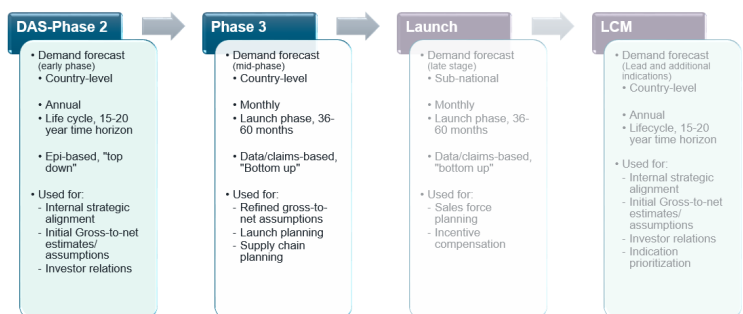 DAS-Phase 2
• Demand forecast
(early phase)
• Country-level
• Annual
• Life cycle, 15-20
year time horizon
• Epi-based, "top
down"
• Used for:
- Internal strategic
alignment
- Initial Gross-to-net
estimates/
assumptions
- Investor relations
Phase 3
• Demand forecast
(mid-phase)
• Country-level
• Monthly
• Launch phase, 36-
60 months
• Data/claims-based,
"Bottom up"
• Used for:
- Refined gross-to-
net assumptions
- Launch planning
- Supply chain
planning
Launch
• Demand forecast
(late stage)
• Sub-national
• Monthly
• Launch phase, 36-
60 months
• Data/claims-based,
"bottom up"
• Used for:
- Sales force
planning
- Incentive
compensation
LCM
• Demand forecast
(Lead and additional
indications)
• Country-level
• Annual
• Lifecycle, 15-20
year time horizon
• Used for:
- Internal strategic
alignment
- Initial Gross-to-net
estimates/
assumptions
- Investor relations
- Indication
prioritization